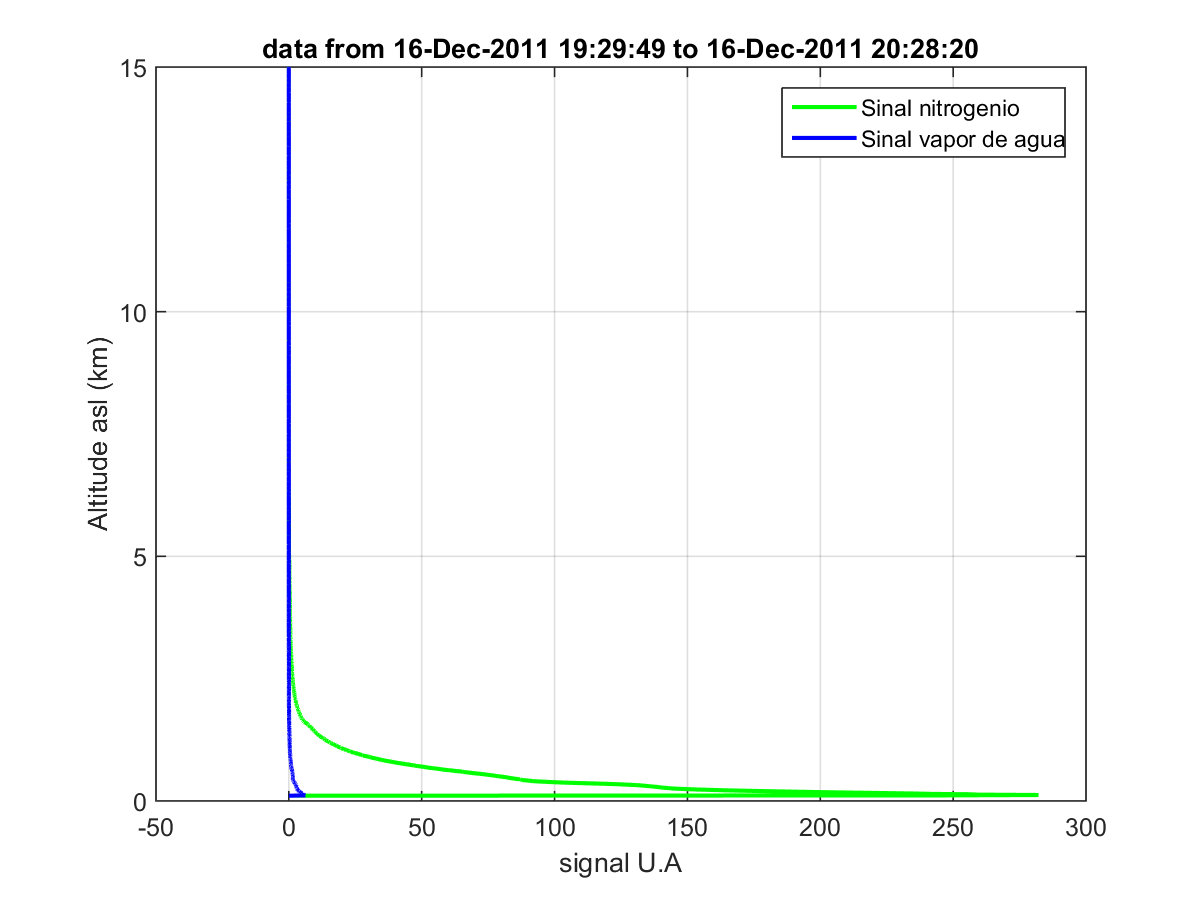 data from 16-Dec-2011 19:29:49 to 16-Dec-2011 20:28:20
Sinal nitrogenio
Sinal vapor de agua
15
10
5
0
Altitude asl (km)
-50 0 50 100 150 200 250 300
signal U.A